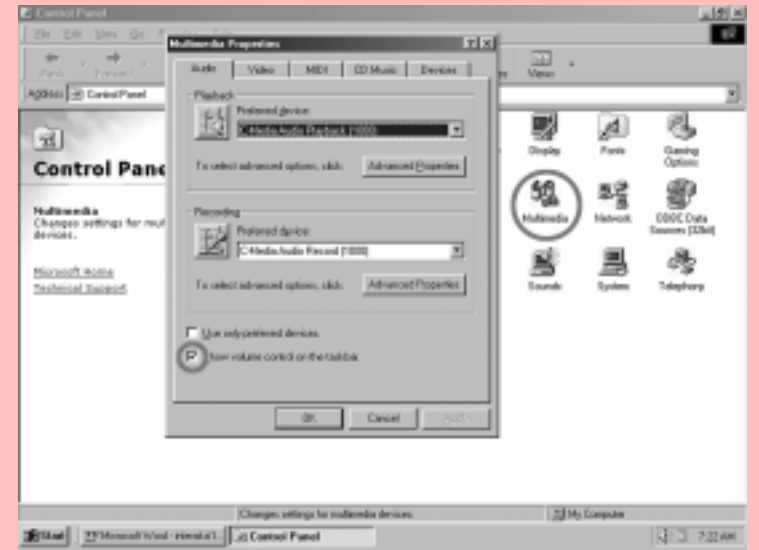 Control Panel
File Edit View Go
Back Forward Views
Address Control Panel
Multimedia Properties
Audio Video MIDI CD Music Devices
Playback
Preferred device:
C-Media Audio Playback (1000)
To select advanced options, click: Advanced Properties
Recording
Preferred device:
C-Media Audio Record (1000)
To select advanced options, click: Advanced Properties
Use only preferred devices.
Show volume control on the taskbar.
OK Cancel Apply
Control Pane
Multimedia
Changes settings for mul
devices.
Microsoft Home
Technical Support
Display Fonts Gaming
Options
Multimedia Network ODBC Data
Sources (32bit)
Sounds System Telephony
Changes settings for multimedia devices. My Computer
Start Microsoft Word - Control Panel 7:22 AM